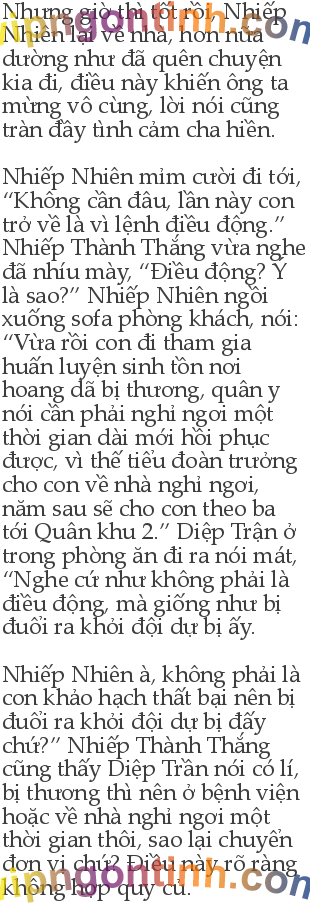 Nhưng giờ thì tốt rồi, Nhiếp
Nhiên lại về nhà, hơn nữa
dường như đã quên chuyện
kia đi, điều này khiến ông ta
mừng vô cùng, lời nói cũng
tràn đầy tình cảm cha hiền.

Nhiếp Nhiên mỉm cười đi tới,
“Không cần đâu, lần này con
trở về là vì lệnh điều động.”
Nhiếp Thành Thắng vừa nghe
đã nhíu mày, “Điều động? Ý
là sao?” Nhiếp Nhiên ngồi
xuống sofa phòng khách, nói:
“Vừa rồi con đi tham gia
huấn luyện sinh tồn nơi
hoang dã bị thương, quân y
nói cần phải nghỉ ngơi một
thời gian dài mới hồi phục
được, vì thế tiểu đoàn trưởng
cho con về nhà nghỉ ngơi,
năm sau sẽ cho con theo ba
tới Quân khu 2.” Diệp Trận ở
trong phòng ăn đi ra nói mát,
“Nghe cứ như không phải là
điều động, mà giống như bị
đuổi ra khỏi đội dự bị ấy.

Nhiếp Nhiên à, không phải là
con khảo hạch thất bại nên bị
đuổi ra khỏi đội dự bị đấy
chứ?” Nhiếp Thành Thắng
cũng thấy Diệp Trần nói có lí,
bị thương thì nên ở bệnh viện
hoặc về nhà nghỉ ngơi một
thời gian thôi, sao lại chuyển
đơn vị chứ? Điều này rõ ràng
không hợp quy củ.
vipngontinh.com
vipngontinh.com